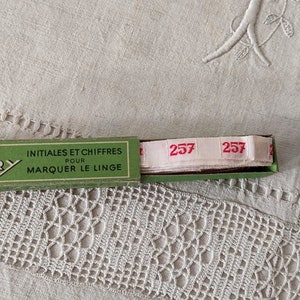 INITIALES ET CHIFFRES
POUR
MARQUER LE LINGE
257 257